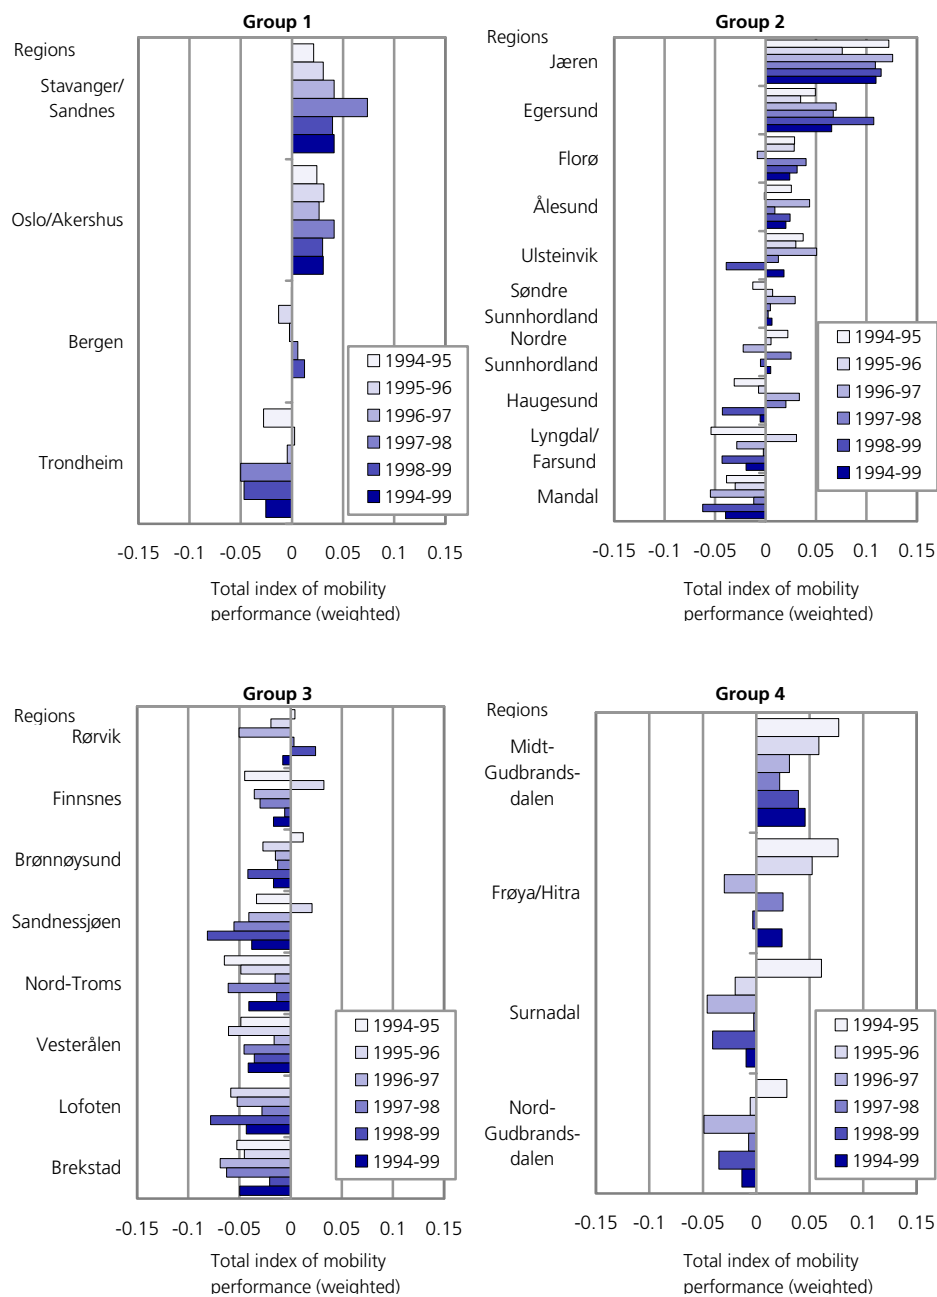 Group 1
Regions
Stavanger/
Sandnes
Oslo/Akershus
Bergen
Trondheim
1994-95
1995-96
1996-97
1997-98
1998-99
1994-99
-0.15 -0.1 -0.05 0 0.05 0.1 0.15
Total index of mobility
performance (weighted)
Group 2
Regions
Jæren
Egersund
Florø
Ålesund
Ulsteinvik
Søndre
Sunnhordland
Nordre
Sunnhordland
Haugesund
Lyngdal/
Farsund
Mandal
1994-95
1995-96
1996-97
1997-98
1998-99
1994-99
-0.15 -0.1 -0.05 0 0.05 0.1 0.15
Total index of mobility
performance (weighted)
Group 3
Regions
Rørvik
Finnsnes
Brønnøysund
Sandnessjøen
Nord-Troms
Vesterålen
Lofoten
Brekstad
1994-95
1995-96
1996-97
1997-98
1998-99
1994-99
-0.15 -0.1 -0.05 0 0.05 0.1 0.15
Total index of mobility
performance (weighted)
Group 4
Regions
Midt-
Gudbrands-
dalen
Frøya/Hitra
Surnadal
Nord-
Gudbrands-
dalen
1994-95
1995-96
1996-97
1997-98
1998-99
1994-99
-0.15 -0.1 -0.05 0 0.05 0.1 0.15
Total index of mobility
performance (weighted)